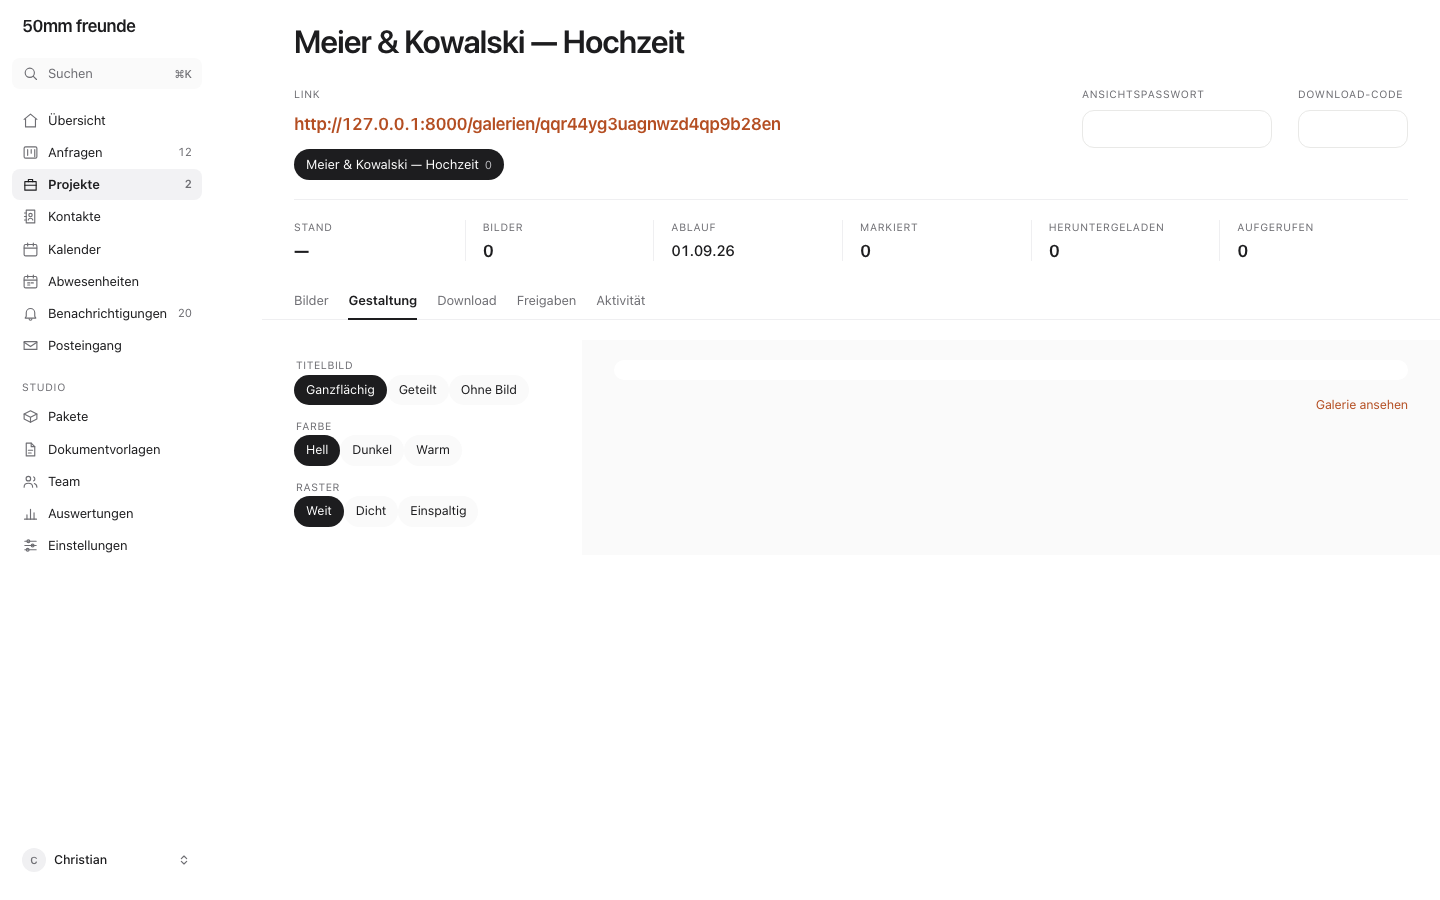 50mm freunde
Suchen ⌘K
Übersicht
Anfragen 12
Projekte 2
Kontakte
Kalender
Abwesenheiten
Benachrichtigungen 20
Posteingang
STUDIO
Pakete
Dokumentvorlagen
Team
Auswertungen
Einstellungen
C Christian
Meier & Kowalski — Hochzeit
LINK
http://127.0.0.1:8000/galerien/qqr44yg3uagnwzd4qp9b28en
Meier & Kowalski — Hochzeit 0
ANSICHTSPASSWORT
DOWNLOAD-CODE
STAND
—
BILDER
0
ABLAUF
01.09.26
MARKIERT
0
HERUNTERGELADEN
0
AUFGERUFEN
0
Bilder Gestaltung Download Freigaben Aktivität
TITELBILD
Ganzflächig Geteilt Ohne Bild
FARBE
Hell Dunkel Warm
RASTER
Weit Dicht Einspaltig
Galerie ansehen